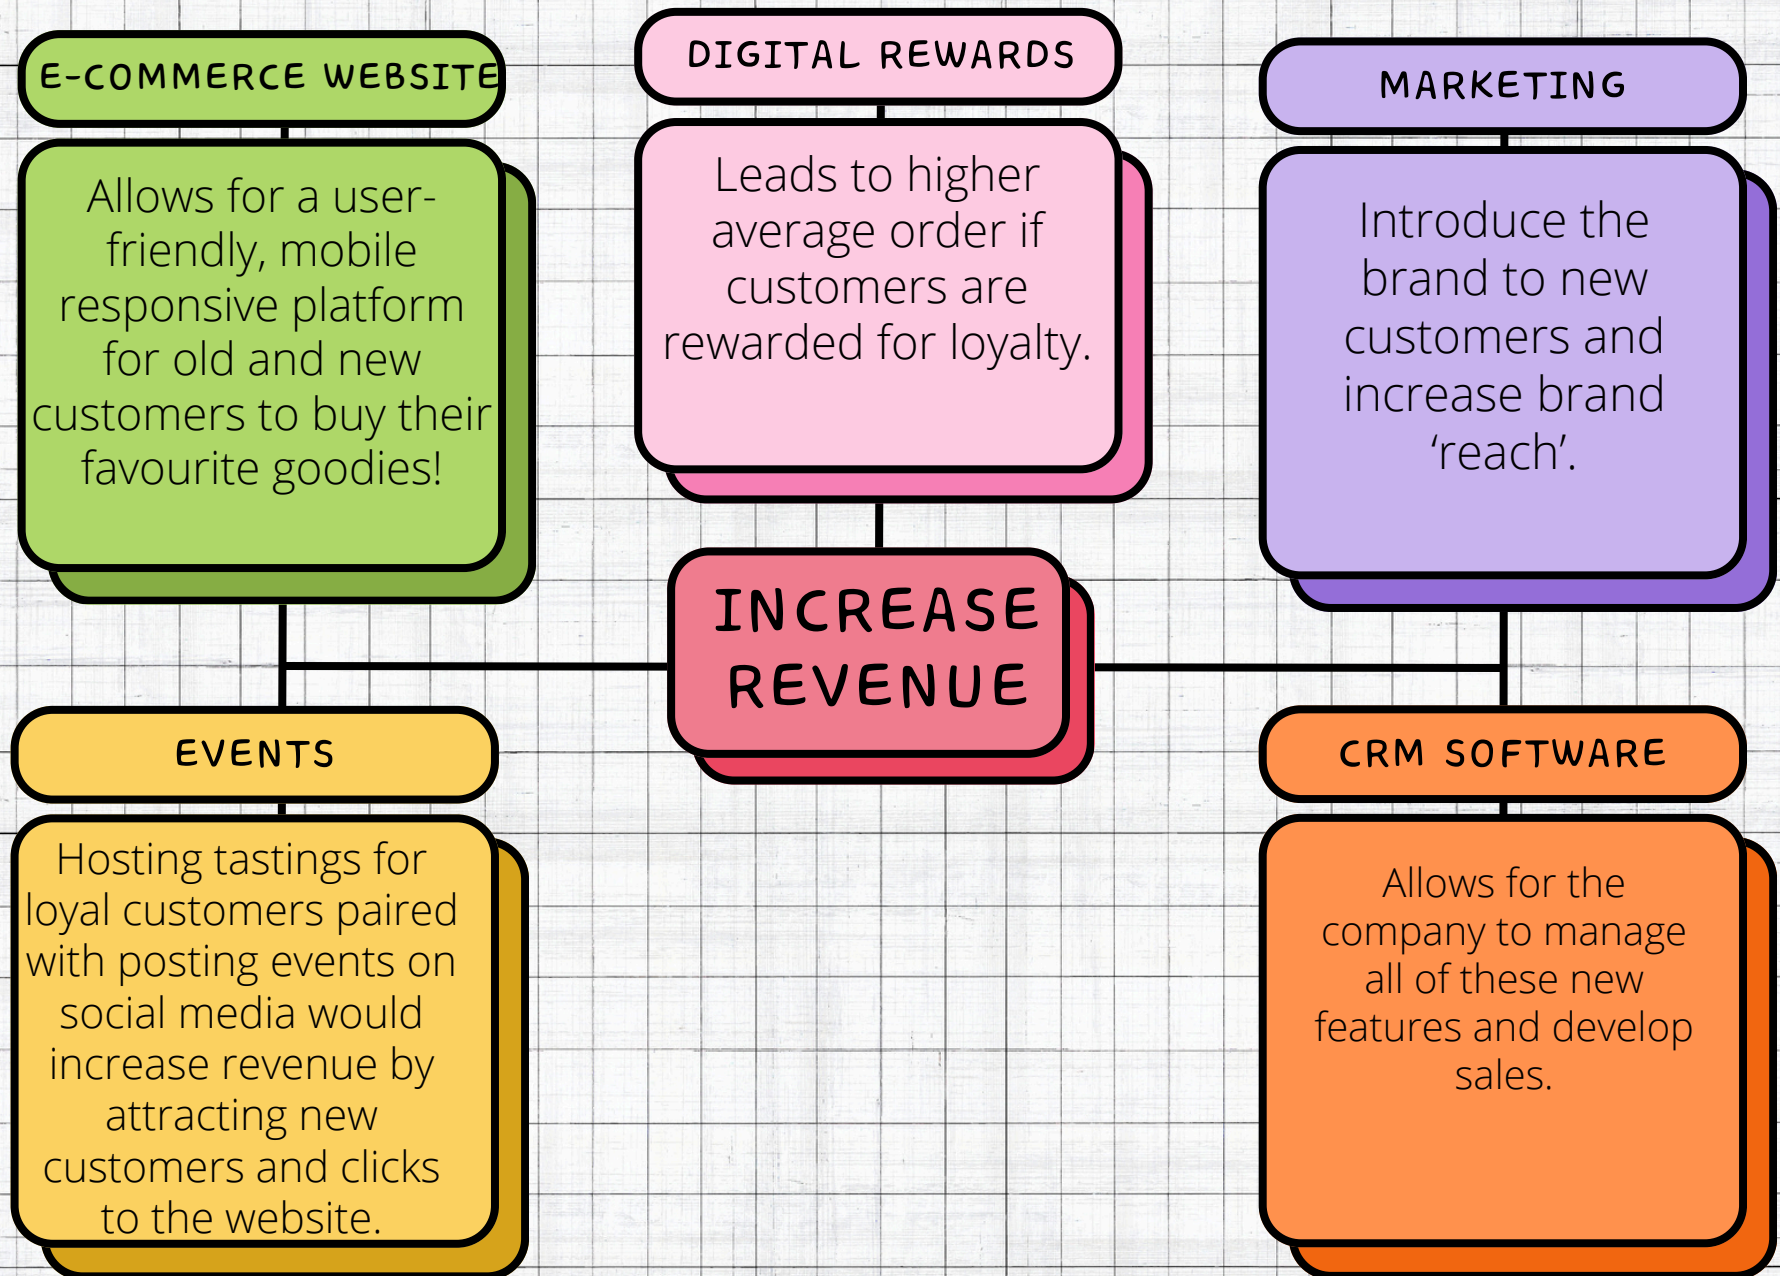 E-COMMERCE WEBSITE
Allows for a user-
friendly, mobile
responsive platform
for old and new
customers to buy their
favourite goodies!
DIGITAL REWARDS
Leads to higher
average order if
customers are
rewarded for loyalty.
MARKETING
Introduce the
brand to new
customers and
increase brand
‘reach’.
INCREASE
REVENUE
EVENTS
Hosting tastings for
loyal customers paired
with posting events on
social media would
increase revenue by
attracting new
customers and clicks
to the website.
CRM SOFTWARE
Allows for the
company to manage
all of these new
features and develop
sales.